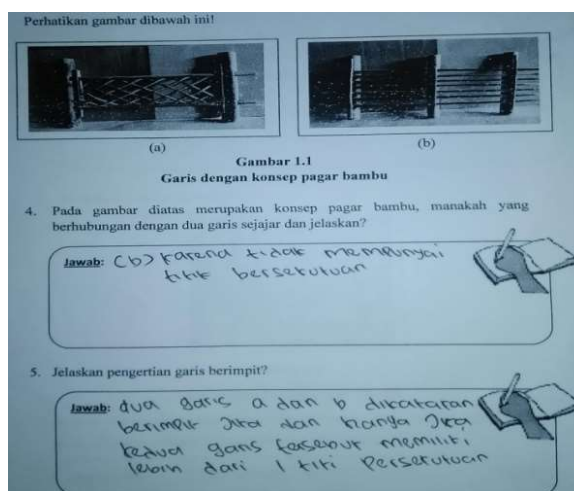 Perhatikan gambar dibawah ini!
(a)
(b)
Gambar 1.1
Garis dengan konsep pagar bambu
4. Pada gambar diatas merupakan konsep pagar bambu, manakah yang
berhubungan dengan dua garis sejajar dan jelaskan?
Jawab: (b) karena tidak mempunyai
titik bersekutuan
5. Jelaskan pengertian garis berimpit?
Jawab: dua garis a dan b dikatakan
berimpit Jika dan hanya Jika
kedua garis tersebut memiliki
lebih dari 1 titi Persekutuan